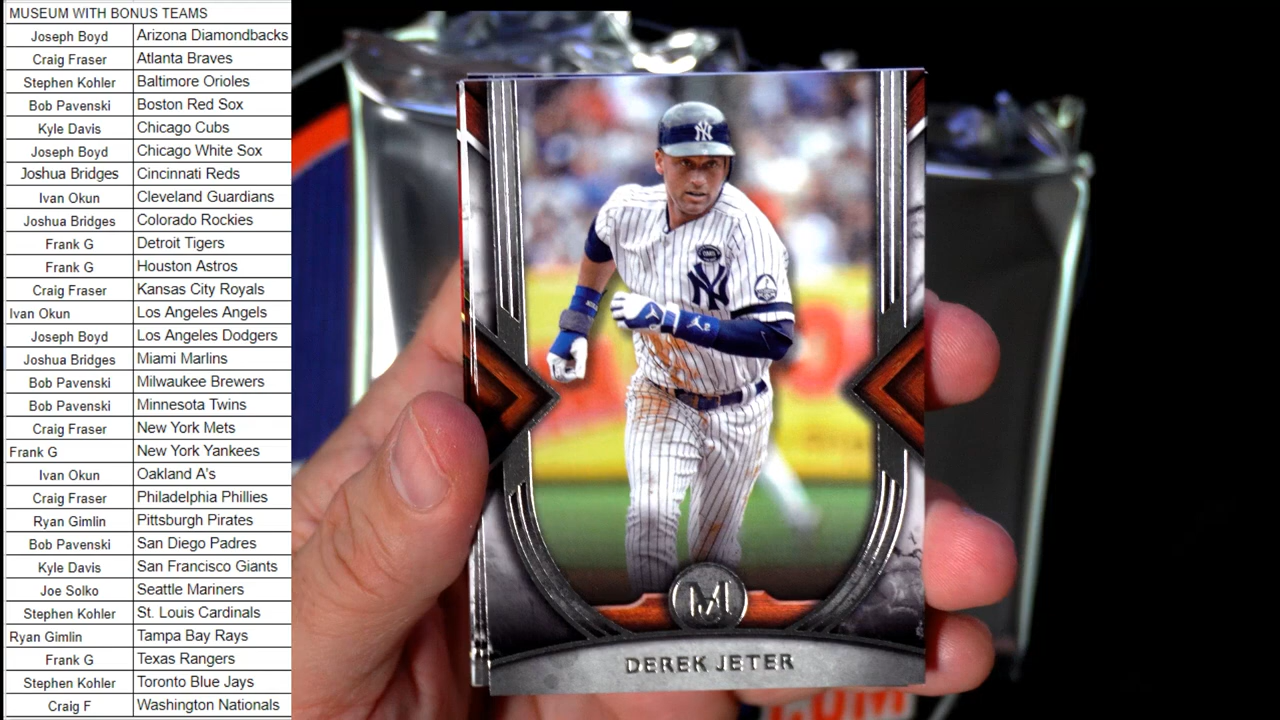 MUSEUM WITH BONUS TEAMS
Joseph Boyd Arizona Diamondbacks
Craig Fraser Atlanta Braves
Stephen Kohler Baltimore Orioles
Bob Pavenski Boston Red Sox
Kyle Davis Chicago Cubs
Joseph Boyd Chicago White Sox
Joshua Bridges Cincinnati Reds
Ivan Okun Cleveland Guardians
Joshua Bridges Colorado Rockies
Frank G Detroit Tigers
Frank G Houston Astros
Craig Fraser Kansas City Royals
Ivan Okun Los Angeles Angels
Joseph Boyd Los Angeles Dodgers
Joshua Bridges Miami Marlins
Bob Pavenski Milwaukee Brewers
Bob Pavenski Minnesota Twins
Craig Fraser New York Mets
Frank G New York Yankees
Ivan Okun Oakland A's
Craig Fraser Philadelphia Phillies
Ryan Gimlin Pittsburgh Pirates
Bob Pavenski San Diego Padres
Kyle Davis San Francisco Giants
Joe Solko Seattle Mariners
Stephen Kohler St. Louis Cardinals
Ryan Gimlin Tampa Bay Rays
Frank G Texas Rangers
Stephen Kohler Toronto Blue Jays
Craig F Washington Nationals
NY
NY
M
DEREK JETER
.COM